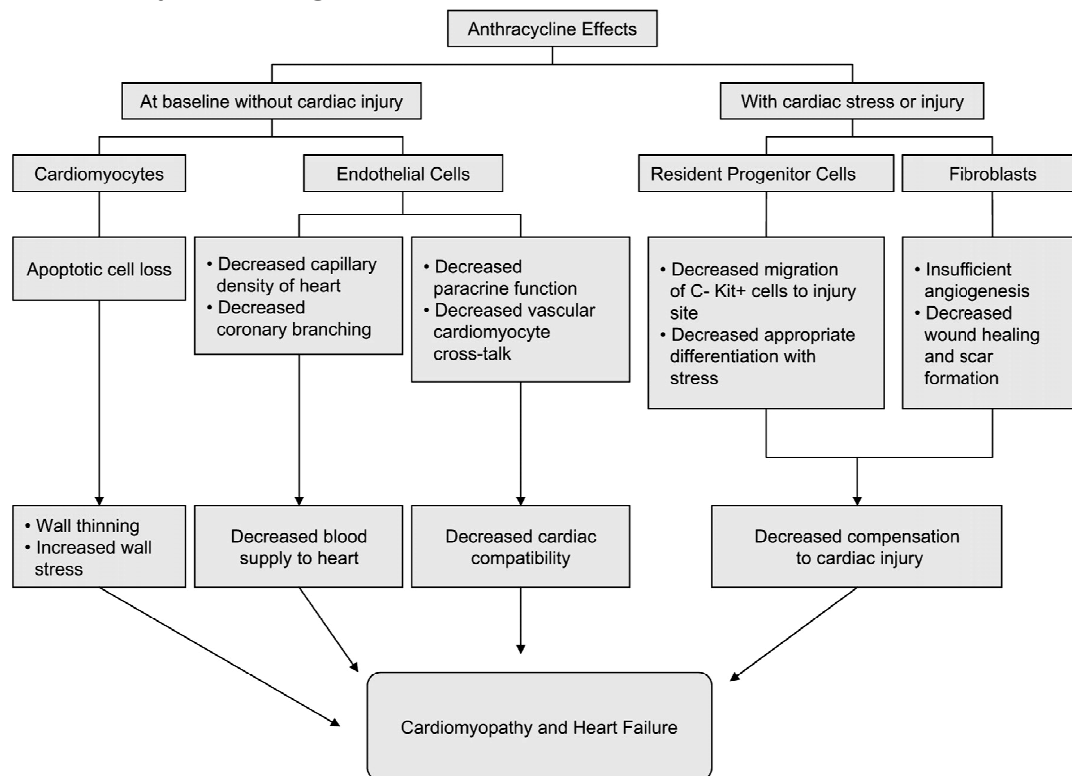 Anthracycline Effects
At baseline without cardiac injury
With cardiac stress or injury
Cardiomyocytes
Endothelial Cells
Resident Progenitor Cells
Fibroblasts
Apoptotic cell loss
• Decreased capillary
density of heart
• Decreased
coronary branching
• Decreased
paracrine function
• Decreased vascular
cardiomyocyte
cross-talk
• Decreased migration
of C- Kit+ cells to injury
site
• Decreased appropriate
differentiation with
stress
• Insufficient
angiogenesis
• Decreased
wound healing
and scar
formation
• Wall thinning
• Increased wall
stress
Decreased blood
supply to heart
Decreased cardiac
compatibility
Decreased compensation
to cardiac injury
Cardiomyopathy and Heart Failure